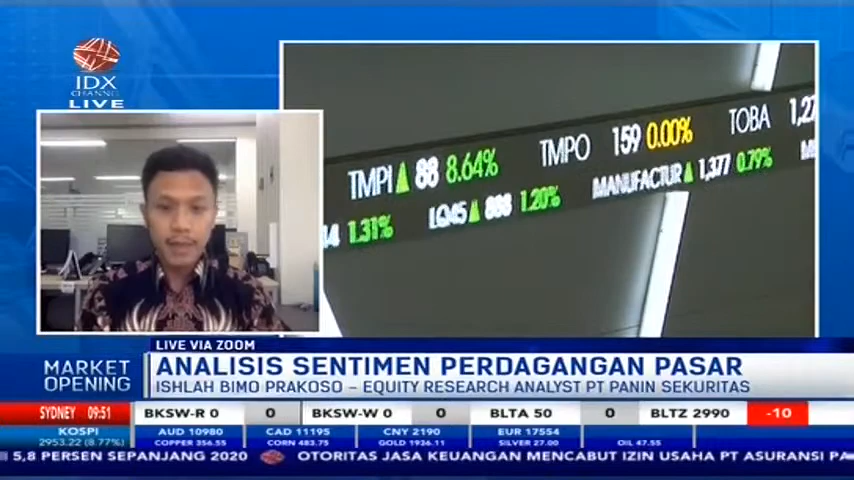 IDX
CHANNEL
LIVE
TMPI 88 8.64% TMPO 159 0.00% TOBA
1.31% LQ45 888 1.20% MANUFACTUR 1,377 0.79%
LIVE VIA ZOOM
MARKET OPENING
ANALISIS SENTIMEN PERDAGANGAN PASAR
ISHLAH BIMO PRAKOSO – EQUITY RESEARCH ANALYST PT PANIN SEKURITAS
SYDNEY 09:51 BKSW-R 0 0 BKSW-W 0 0 BLTA 50 0 BLTZ 2990 -10
KOSPI AUD 10980 CAD 11195 CNY 2190 EUR 17554
2953.22 (8.77%) COPPER 356.55 CORN 483.75 GOLD 1936.11 SILVER 27.00 OIL 47.55
I 5,8 PERSEN SEPANJANG 2020 OTORITAS JASA KEUANGAN MENCABUT IZIN USAHA PT ASURANSI PA